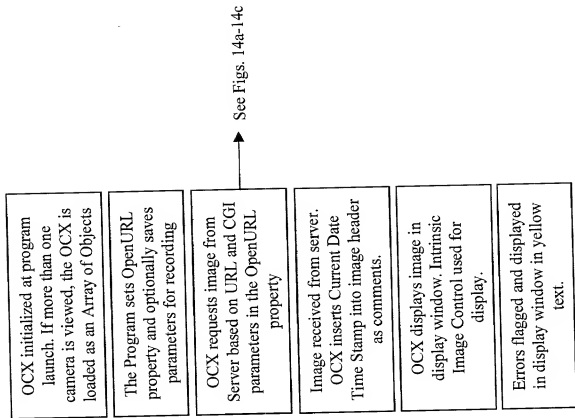 OCX initialized at program
launch. If more than one
camera is viewed, the OCX is
loaded as an Array of Objects
The Program sets OpenURL
property and optionally saves
parameters for recording
OCX requests image from
Server based on URL and CGI
parameters in the OpenURL
property
See Figs. 14a-14c
Image received from server.
OCX inserts Current Date
Time Stamp into image header
as comments.
OCX displays image in
display window. Intrinsic
Image Control used for
display.
Errors flagged and displayed
in display window in yellow
text.